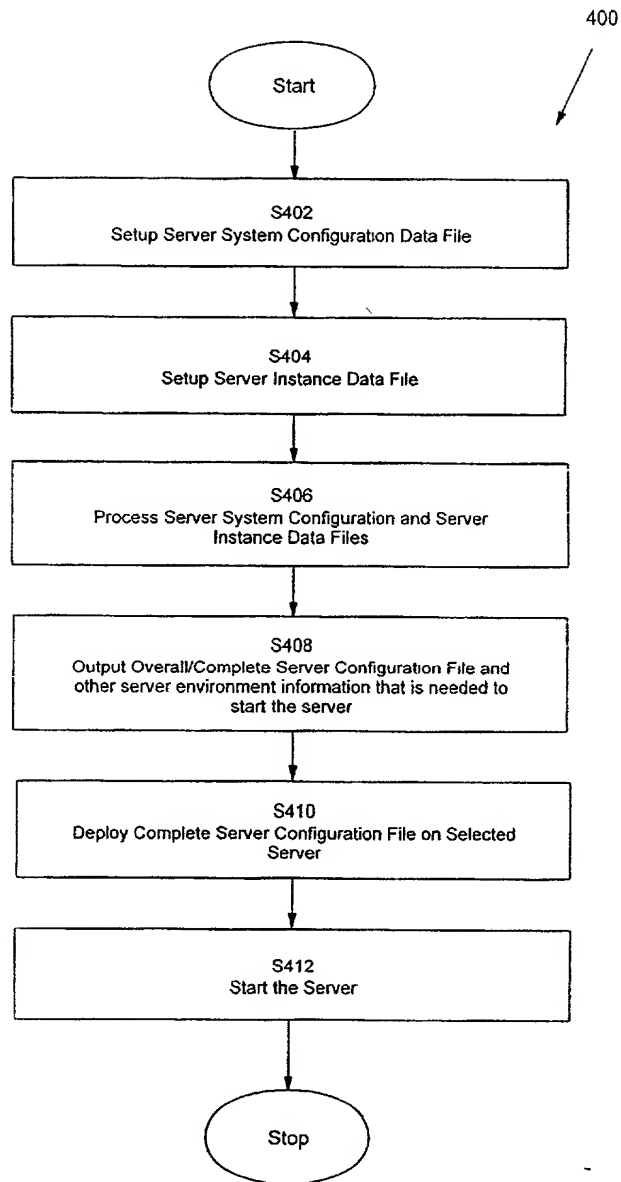 400
Start
S402
Setup Server System Configuration Data File
S404
Setup Server Instance Data File
S406
Process Server System Configuration and Server
Instance Data Files
S408
Output Overall/Complete Server Configuration File and
other server environment information that is needed to
start the server
S410
Deploy Complete Server Configuration File on Selected
Server
S412
Start the Server
Stop